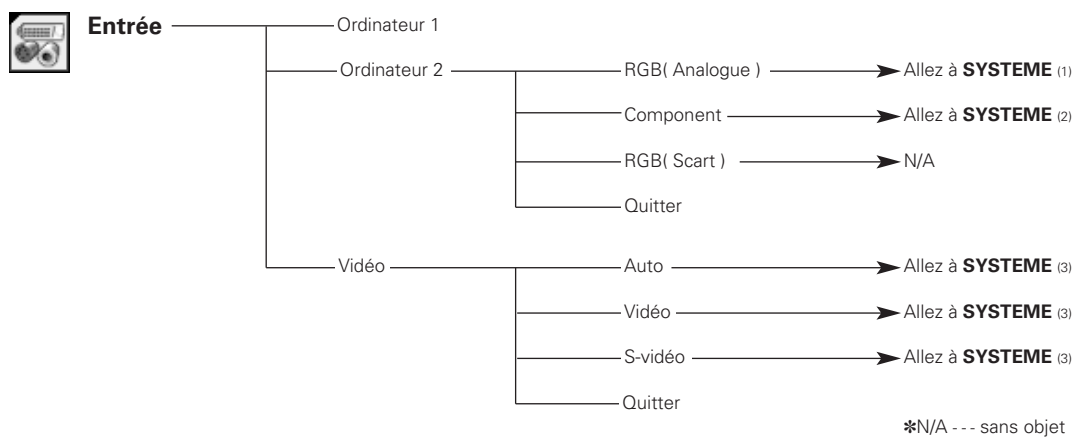 Entrée
Ordinateur 1
Ordinateur 2
RGB( Analogue )
Allez à SYSTEME (1)
Component
Allez à SYSTEME (2)
RGB( Scart )
N/A
Quitter
Vidéo
Auto
Allez à SYSTEME (3)
Vidéo
Allez à SYSTEME (3)
S-vidéo
Allez à SYSTEME (3)
Quitter
✽N/A - - - sans objet